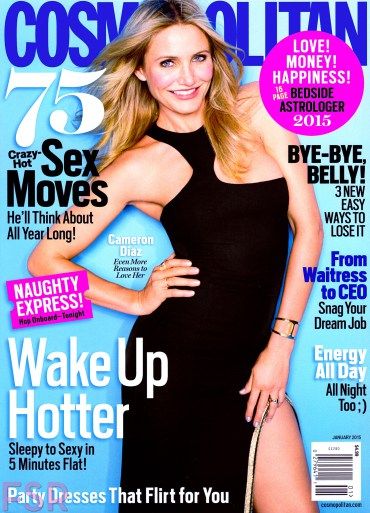 COSMOPOLITAN
LOVE!
MONEY!
HAPPINESS!
16
PAGE
BEDSIDE
ASTROLOGER
2015
75
Crazy-
Hot
Sex
Moves
He'll Think About
All Year Long!
BYE-BYE,
BELLY!
3 NEW
EASY
WAYS TO
LOSE IT
Cameron
Diaz
Even More
Reasons to
Love Her
From
Waitress
to CEO
Snag Your
Dream Job
NAUGHTY
EXPRESS!
Hop Onboard—Tonight
Energy
All Day
All Night
Too ;)
Wake Up
Hotter
Sleepy to Sexy in
5 Minutes Flat!
JANUARY 2015
Party Dresses That Flirt for You
cosmopolitan.com
FSR